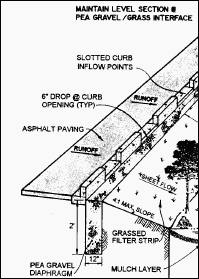 MAINTAIN LEVEL SECTION @
PEA GRAVEL / GRASS INTERFACE
SLOTTED CURB
INFLOW POINTS
6" DROP @ CURB
OPENING (TYP)
RUNOFF
ASPHALT PAVING
RUNOFF
SHEET FLOW
4:1 MAX. SLOPE
2'
12"
GRASSED
FILTER STRIP
PEA GRAVEL
DIAPHRAGM
MULCH LAYER